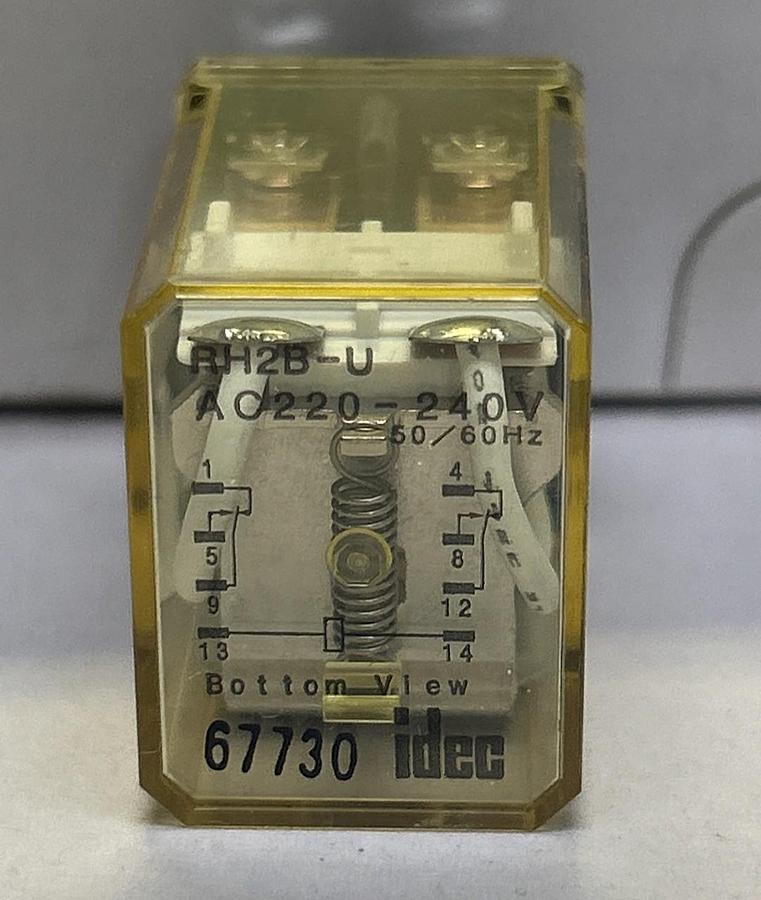 RH2B-U
AC220-240V
50/60Hz
1 4
5 8
9 12
13 14
Bottom View
67730 idec